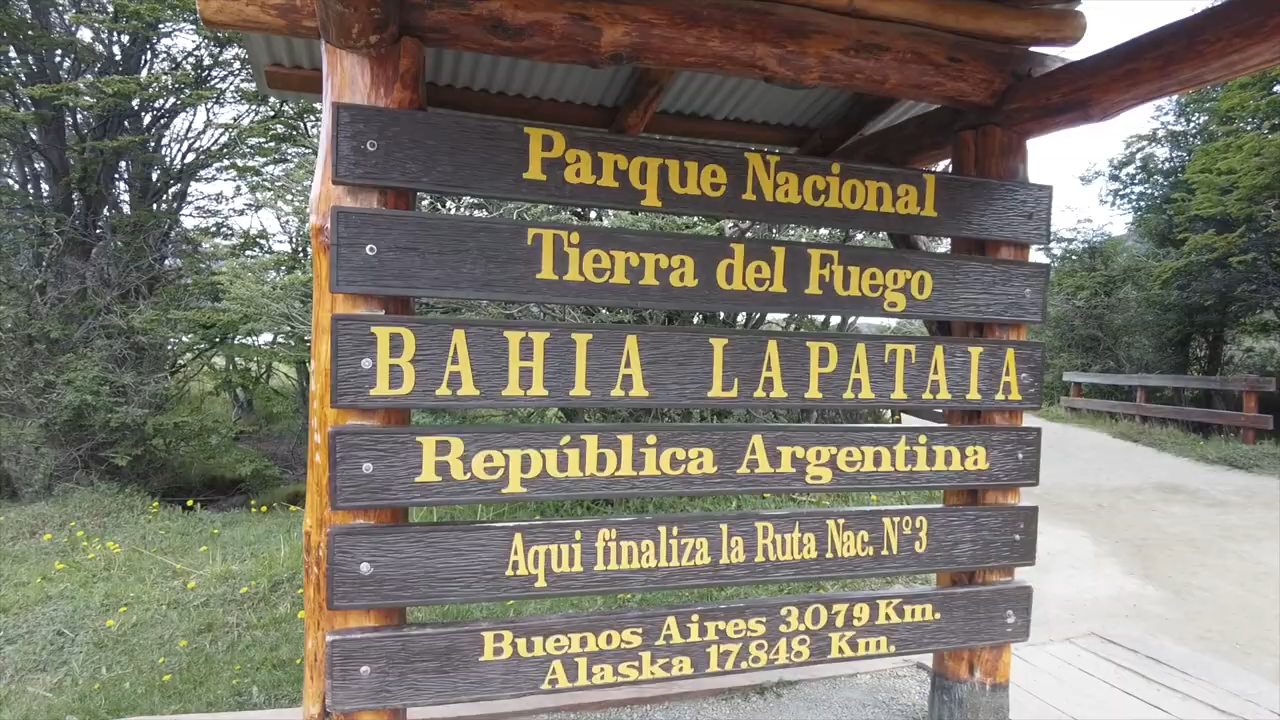 Parque Nacional
Tierra del Fuego
BAHIA LAPATAIA
República Argentina
Aqui finaliza la Ruta Nac. Nº3
Buenos Aires 3.079 Km.
Alaska 17.848 Km.